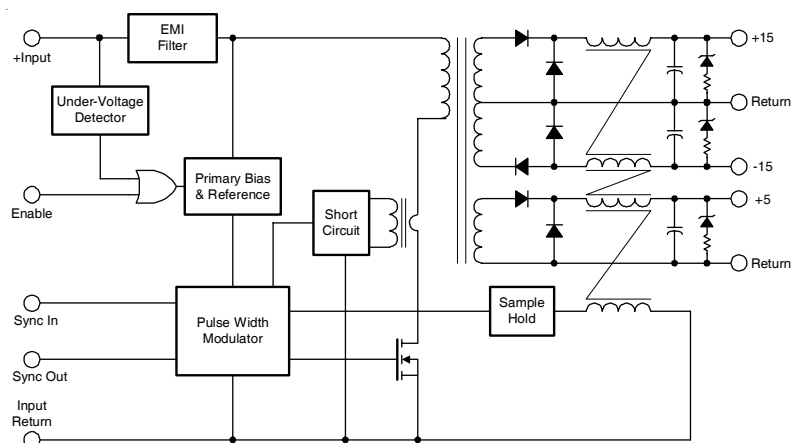 +Input
EMI
Filter
+15
Under-Voltage
Detector
Return
Primary Bias
& Reference
-15
Enable
Short
Circuit
+5
Return
Sync In
Pulse Width
Modulator
Sample
Hold
Sync Out
Input
Return